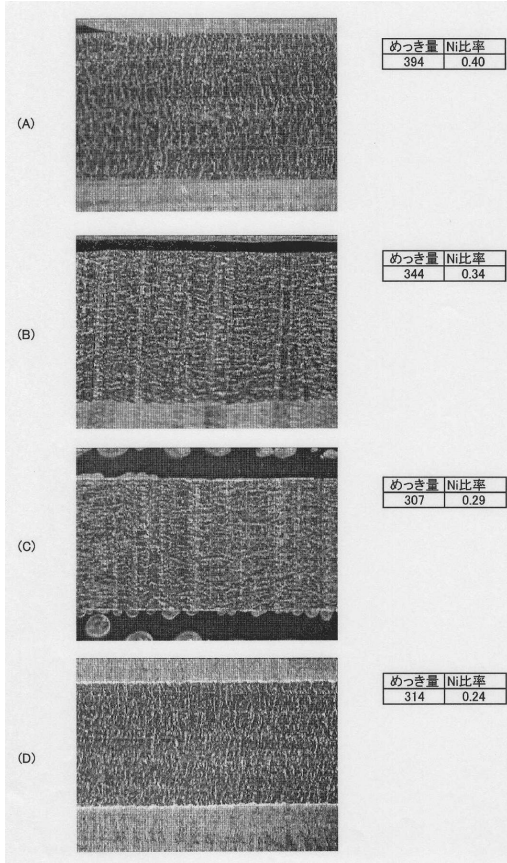 (A)
めっき量 Ni比率
394 0.40
(B)
めっき量 Ni比率
344 0.34
(C)
めっき量 Ni比率
307 0.29
(D)
めっき量 Ni比率
314 0.24